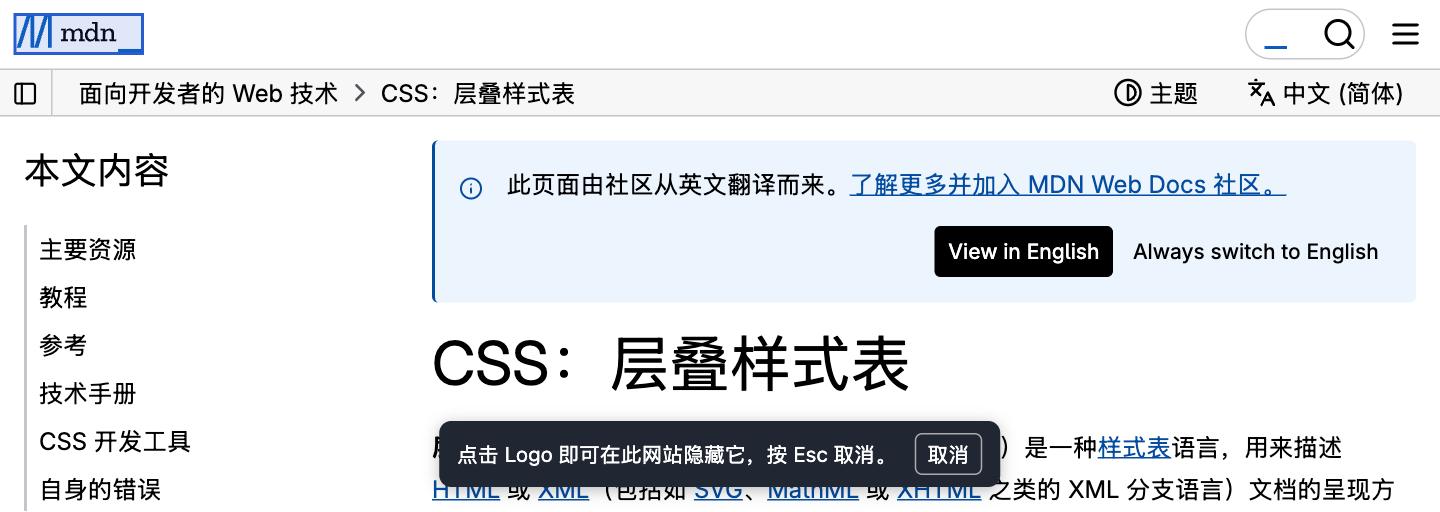 mdn_
面向开发者的 Web 技术 > CSS：层叠样式表
主题
中文 (简体)
本文内容
主要资源
教程
参考
技术手册
CSS 开发工具
自身的错误
此页面由社区从英文翻译而来。了解更多并加入 MDN Web Docs 社区。
View in English
Always switch to English
CSS：层叠样式表
）是一种样式表语言，用来描述
HTML 或 XML（包括如 SVG、MathML 或 XHTML 之类的 XML 分支语言）文档的呈现方
点击 Logo 即可在此网站隐藏它，按 Esc 取消。
取消